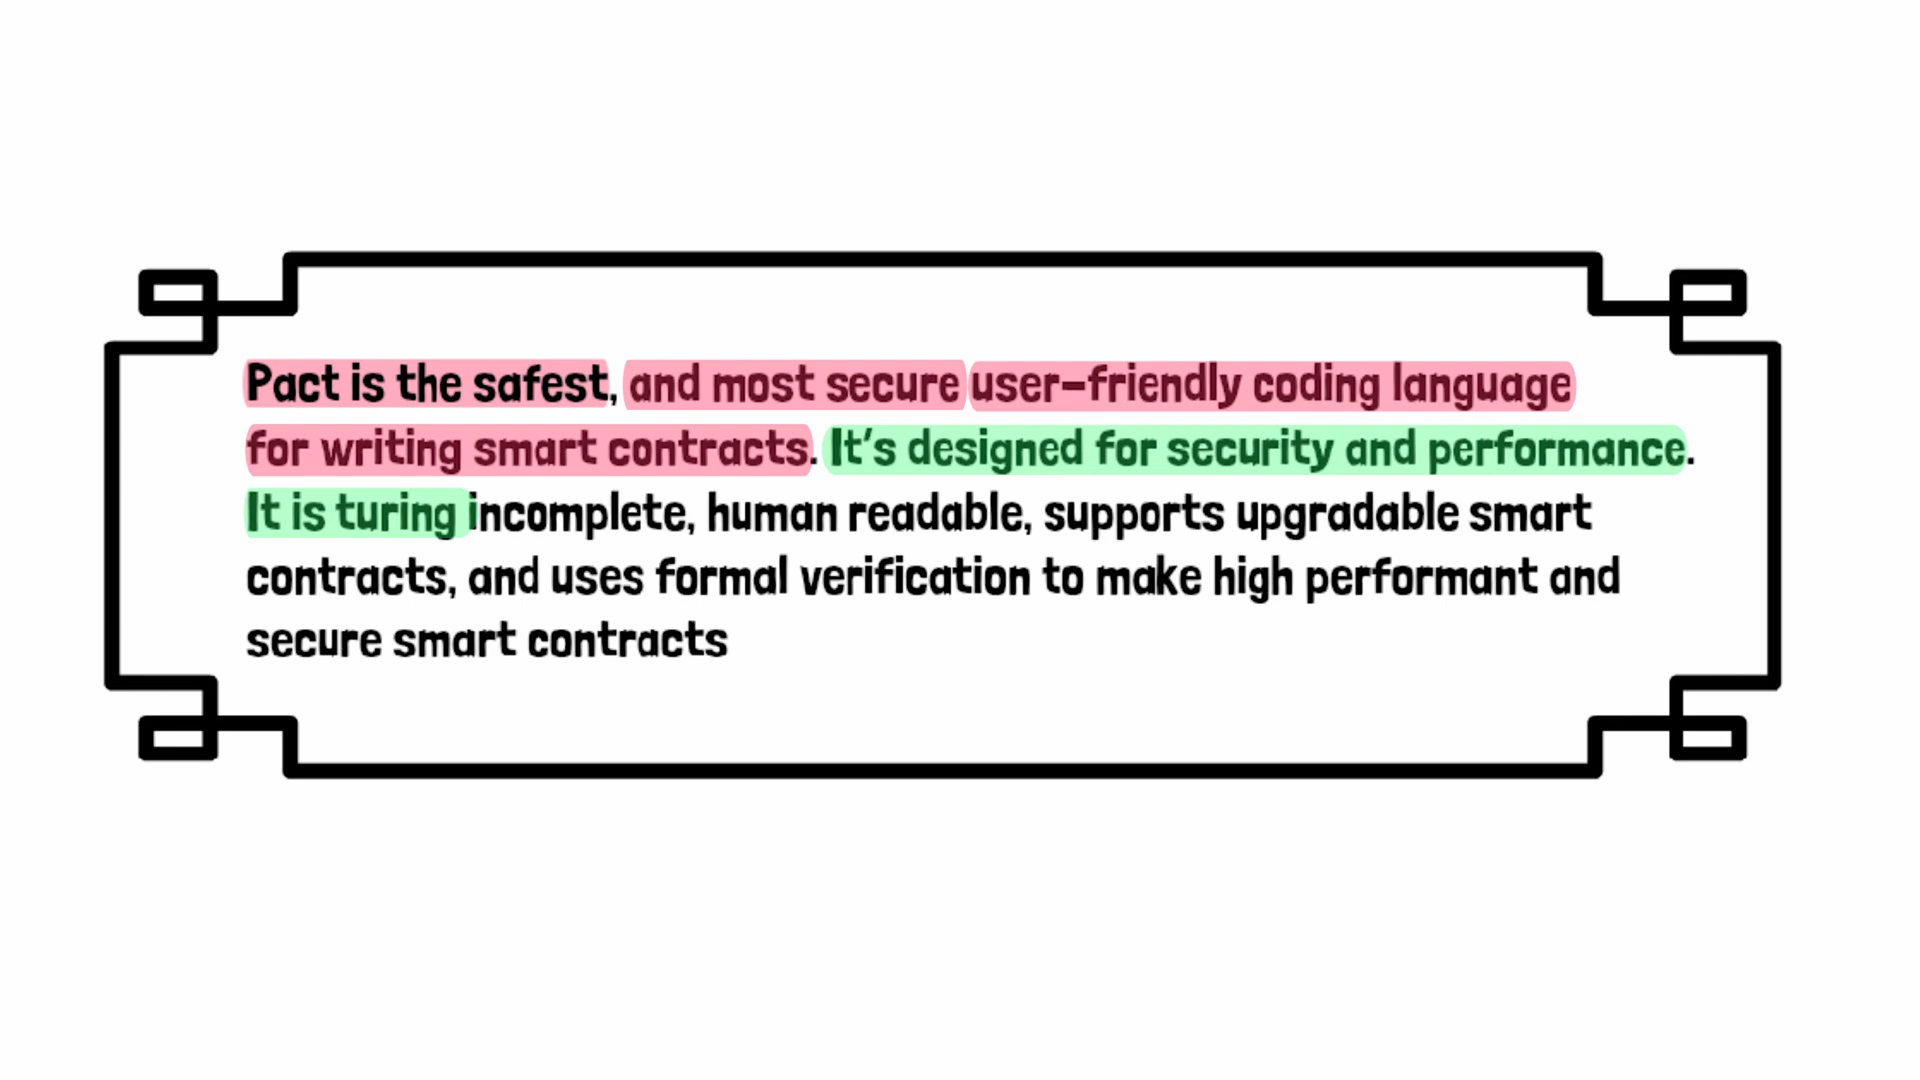 Pact is the safest, and most secure user-friendly coding language
for writing smart contracts. It's designed for security and performance.
It is turing incomplete, human readable, supports upgradable smart
contracts, and uses formal verification to make high performant and
secure smart contracts